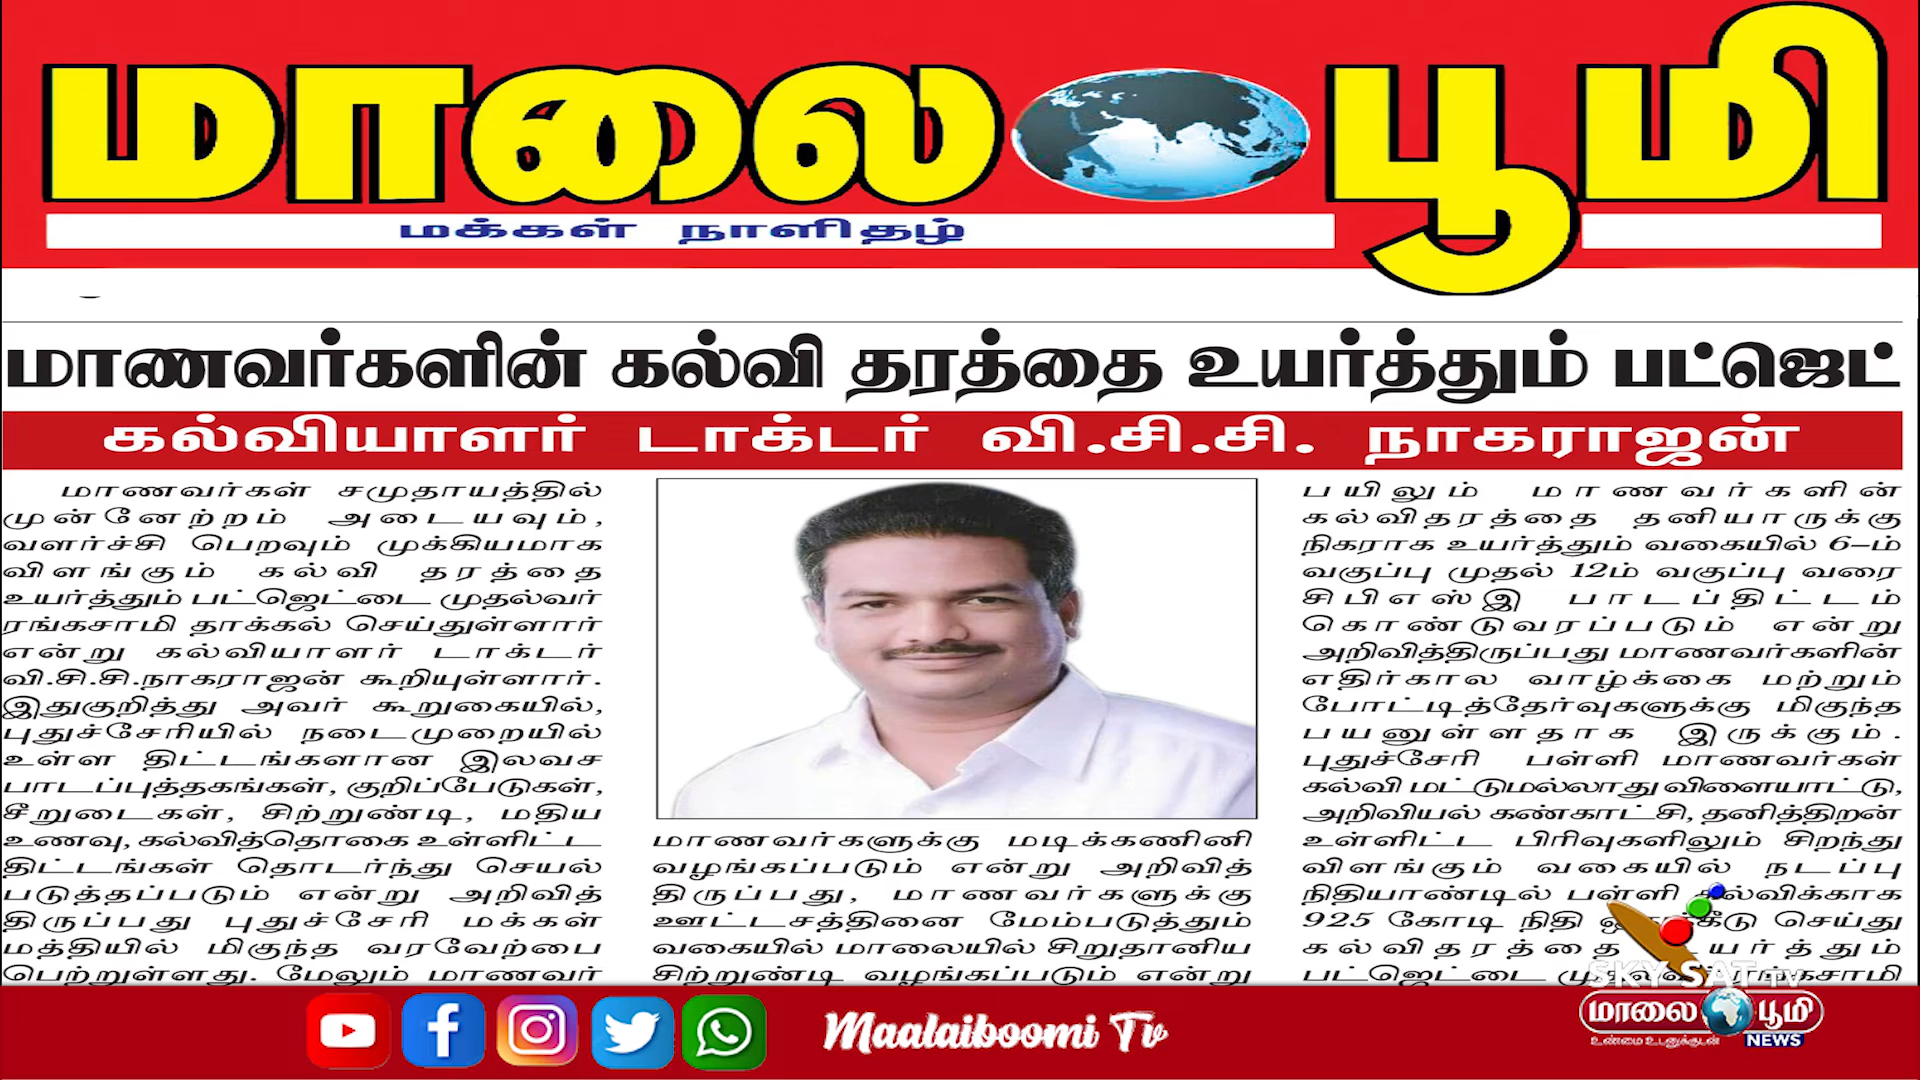 மாலை பூமி
மக்கள் நாளிதழ்
மாணவர்களின் கல்வி தரத்தை உயர்த்தும் பட்ஜெட்
கல்வியாளர் டாக்டர் வி.சி.சி. நாகராஜன்
மாணவர்கள் சமுதாயத்தில்
முன்னேற்றம் அடையவும்,
வளர்ச்சி பெறவும் முக்கியமாக
விளங்கும் கல்வி தரத்தை
உயர்த்தும் பட்ஜெட்டை முதல்வர்
ரங்கசாமி தாக்கல் செய்துள்ளார்
என்று கல்வியாளர் டாக்டர்
வி.சி.சி.நாகராஜன் கூறியுள்ளார்.
இதுகுறித்து அவர் கூறுகையில்,
புதுச்சேரியில் நடைமுறையில்
உள்ள திட்டங்களான இலவச
பாடப்புத்தகங்கள், குறிப்பேடுகள்,
சீறுடைகள், சிற்றுண்டி, மதிய
உணவு, கல்வித்தொகை உள்ளிட்ட
திட்டங்கள் தொடர்ந்து செயல்
படுத்தப்படும் என்று அறிவித்
திருப்பது புதுச்சேரி மக்கள்
மத்தியில் மிகுந்த வரவேற்பை
பெற்றுள்ளது. மேலும் மாணவர்
மாணவர்களுக்கு மடிக்கணினி
வழங்கப்படும் என்று அறிவித்
திருப்பது, மாணவர்களுக்கு
ஊட்டசத்தினை மேம்படுத்தும்
வகையில் மாலையில் சிறுதானிய
சிற்றுண்டி வழங்கப்படும் என்று
பயிலும் மாணவர்களின்
கல்விதரத்தை தனியாருக்கு
நிகராக உயர்த்தும் வகையில் 6-ம்
வகுப்பு முதல் 12ம் வகுப்பு வரை
சிபிஎஸ்இ பாடப்திட்டம்
கொண்டுவரப்படும் என்று
அறிவித்திருப்பது மாணவர்களின்
எதிர்கால வாழ்க்கை மற்றும்
போட்டித்தேர்வுகளுக்கு மிகுந்த
பயனுள்ளதாக இருக்கும்.
புதுச்சேரி பள்ளி மாணவர்கள்
கல்வி மட்டுமல்லாது விளையாட்டு,
அறிவியல் கண்காட்சி, தனித்திறன்
உள்ளிட்ட பிரிவுகளிலும் சிறந்து
விளங்கும் வகையில் நடப்பு
நிதியாண்டில் பள்ளி கல்விக்காக
925 கோடி நிதி செய்து
கல்விதரத்தை
பட்ஜெட்டை
SKY SAT TV
மாலை பூமி
உண்மை உடனுக்குடன் NEWS
Maalaiboomi Tv